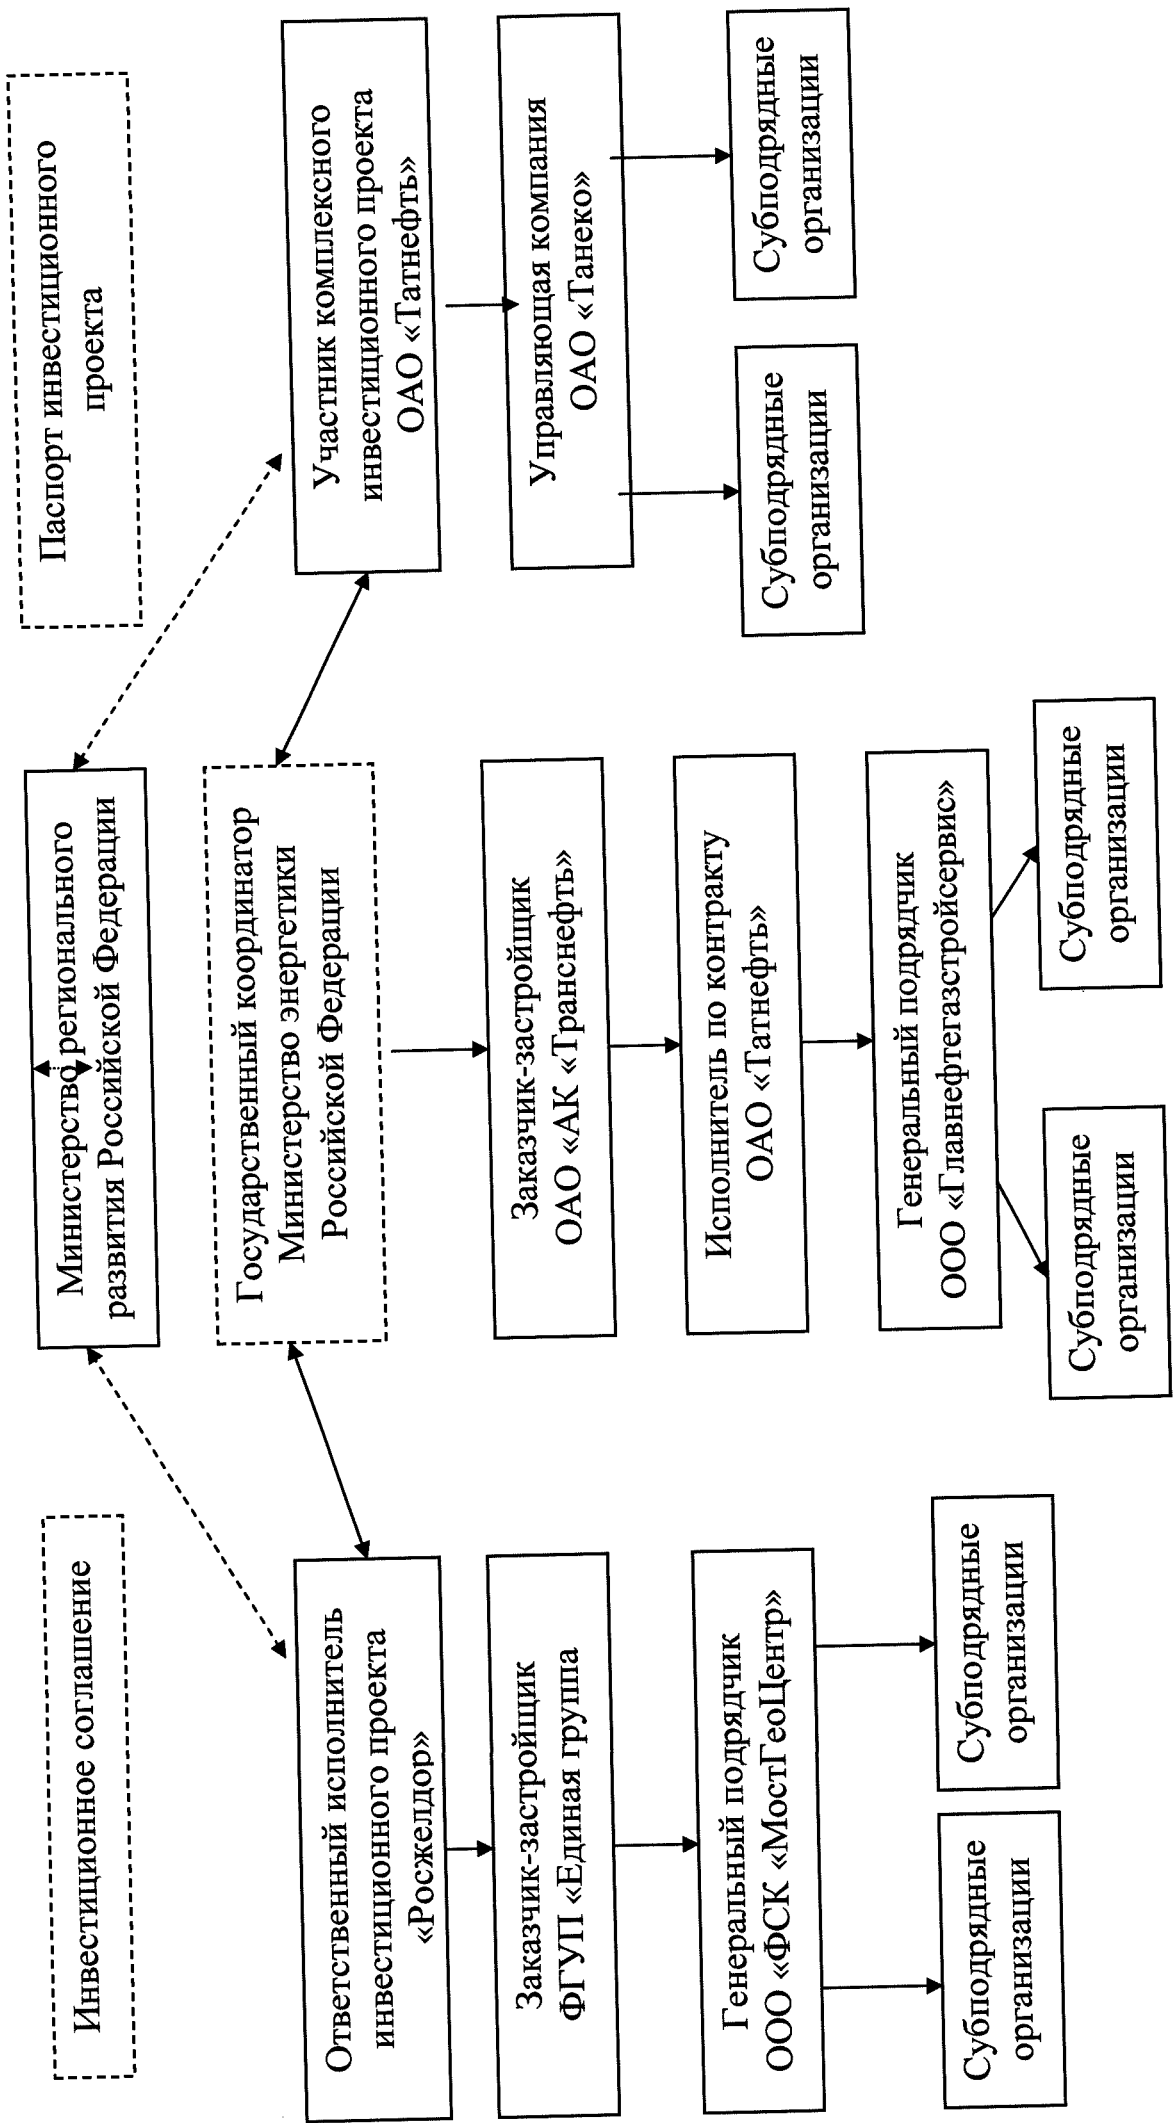 Инвестиционное соглашение
Министерство регионального
развития Российской Федерации
Паспорт инвестиционного
проекта
Государственный координатор
Министерство энергетики
Российской Федерации
Ответственный исполнитель
инвестиционного проекта
«Росжелдор»
Заказчик-застройщик
ФГУП «Единая группа
Генеральный подрядчик
ООО «ФСК «МостГеоЦентр»
Субподрядные
организации
Субподрядные
организации
Заказчик-застройщик
ОАО «АК «Транснефть»
Исполнитель по контракту
ОАО «Татнефть»
Генеральный подрядчик
ООО «Главнефтегазстройсервис»
Субподрядные
организации
Субподрядные
организации
Участник комплексного
инвестиционного проекта
ОАО «Татнефть»
Управляющая компания
ОАО «Танеко»
Субподрядные
организации
Субподрядные
организации